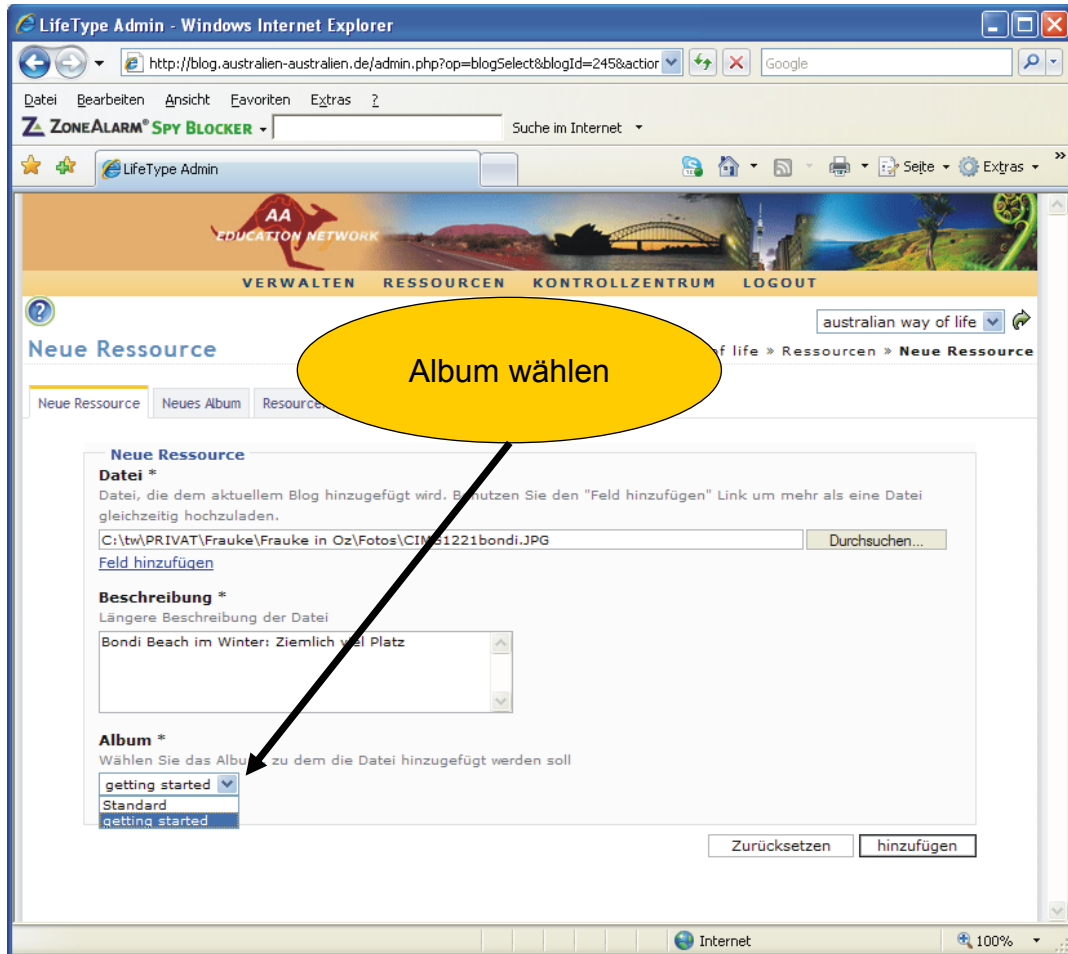 LifeType Admin - Windows Internet Explorer
http://blog.australien-australien.de/admin.php?op=blogSelect&blogId=245&action
Google
Datei Bearbeiten Ansicht Favoriten Extras ?
ZONEALARM® SPY BLOCKER
Suche im Internet
LifeType Admin
Seite
Extras
»
AA
EDUCATION NETWORK
VERWALTEN RESSOURCEN KONTROLLZENTRUM LOGOUT
?
australian way of life
Neue Ressource
of life » Ressourcen » Neue Ressource
Album wählen
Neue Ressource
Neues Album
Neue Ressource
Datei *
Datei, die dem aktuellem Blog hinzugefügt wird. Benutzen Sie den "Feld hinzufügen" Link um mehr als eine Datei
gleichzeitig hochzuladen.
C:\tw\PRIVAT\Frauke\Frauke in Oz\Fotos\CIMG1221bondi.JPG
Durchsuchen...
Feld hinzufügen
Beschreibung *
Längere Beschreibung der Datei
Bondi Beach im Winter: Ziemlich viel Platz
Album *
Wählen Sie das Album, zu dem die Datei hinzugefügt werden soll
getting started
Standard
getting started
Zurücksetzen
hinzufügen
Internet
100%